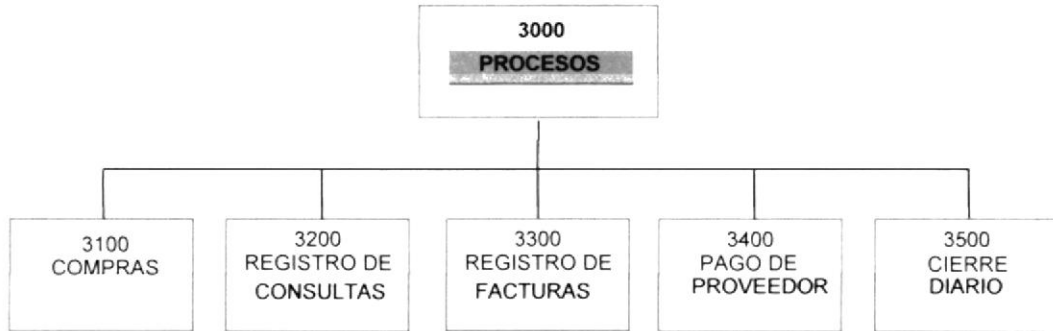 3000
PROCESOS
3100
COMPRAS
3200
REGISTRO DE
CONSULTAS
3300
REGISTRO DE
FACTURAS
3400
PAGO DE
PROVEEDOR
3500
CIERRE
DIARIO